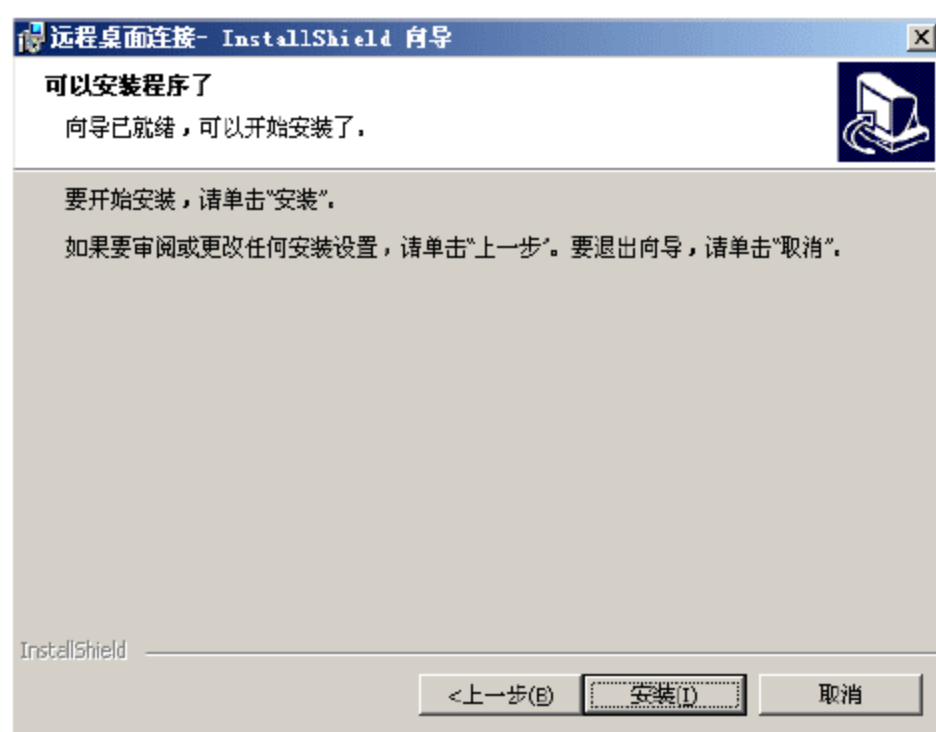 远程桌面连接- InstallShield 向导
可以安装程序了
向导已就绪，可以开始安装了。
要开始安装，请单击“安装”。
如果要审阅或更改任何安装设置，请单击“上一步”。要退出向导，请单击“取消”。
InstallShield
<上一步(B)
安装(I)
取消